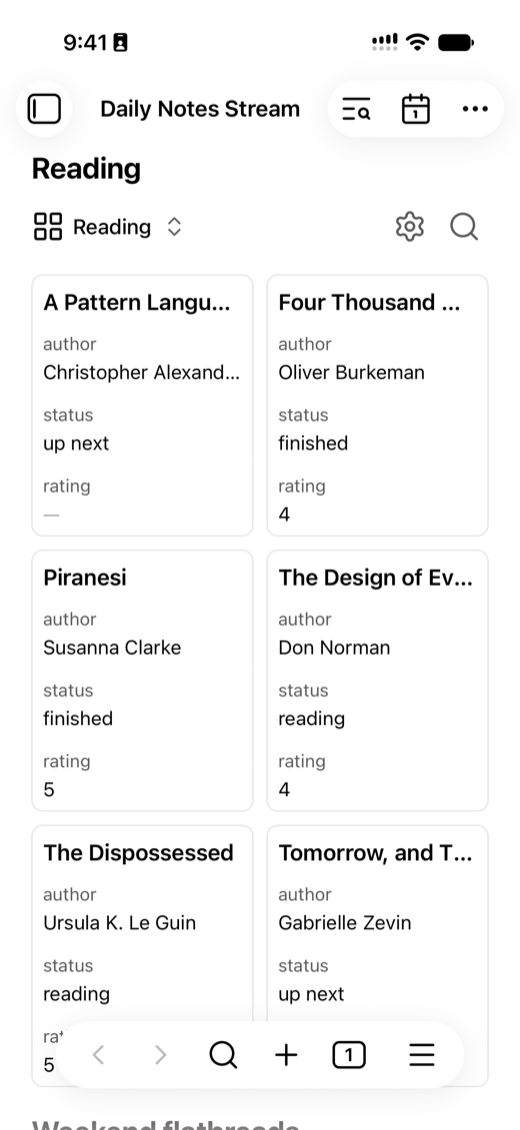 9:41
Daily Notes Stream
1
Reading
Reading
A Pattern Langu...
author
Christopher Alexand...
status
up next
rating
—
Four Thousand ...
author
Oliver Burkeman
status
finished
rating
4
Piranesi
author
Susanna Clarke
status
finished
rating
5
The Design of Ev...
author
Don Norman
status
reading
rating
4
The Dispossessed
author
Ursula K. Le Guin
status
reading
5
Tomorrow, and T...
author
Gabrielle Zevin
status
up next
1
Weekend flatbreads